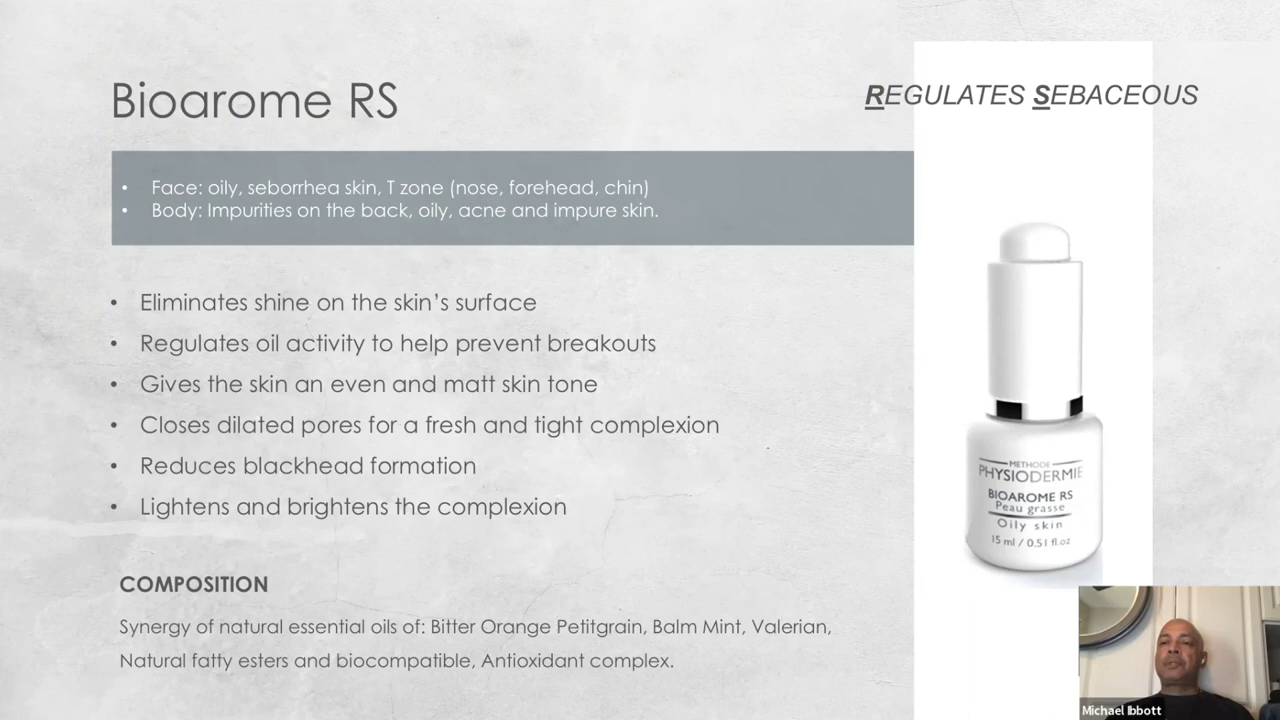 Bioarome RS
REGULATES SEBACEOUS
• Face: oily, seborrhea skin, T zone (nose, forehead, chin)
• Body: Impurities on the back, oily, acne and impure skin.
• Eliminates shine on the skin's surface
• Regulates oil activity to help prevent breakouts
• Gives the skin an even and matt skin tone
• Closes dilated pores for a fresh and tight complexion
• Reduces blackhead formation
• Lightens and brightens the complexion
COMPOSITION
Synergy of natural essential oils of: Bitter Orange Petitgrain, Balm Mint, Valerian,
Natural fatty esters and biocompatible, Antioxidant complex.
METHODE
PHYSIODERMIE
BIOAROME RS
Peau grasse
Oily skin
15 ml / 0.51 fl.oz
Michael Ibbott